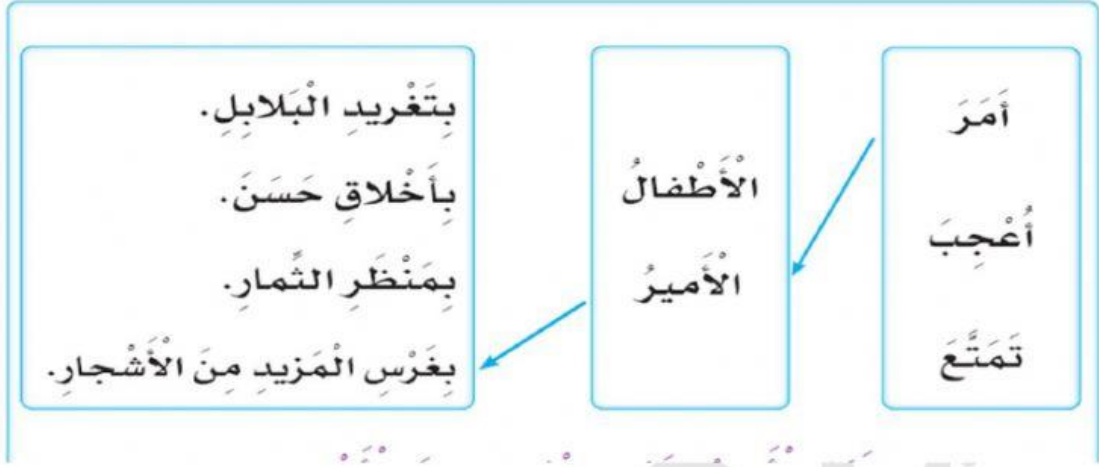 أَمَرَ
أُعْجِبَ
تَمَتَّعَ
الْأَطْفالُ
الْأَميرُ
بِتَغْريدِ الْبَلابِلِ.
بِأَخْلاقِ حَسَنَ.
بِمَنْظَرِ الثِّمارِ.
بِغَرْسِ الْمَزيدِ مِنَ الْأَشْجارِ.